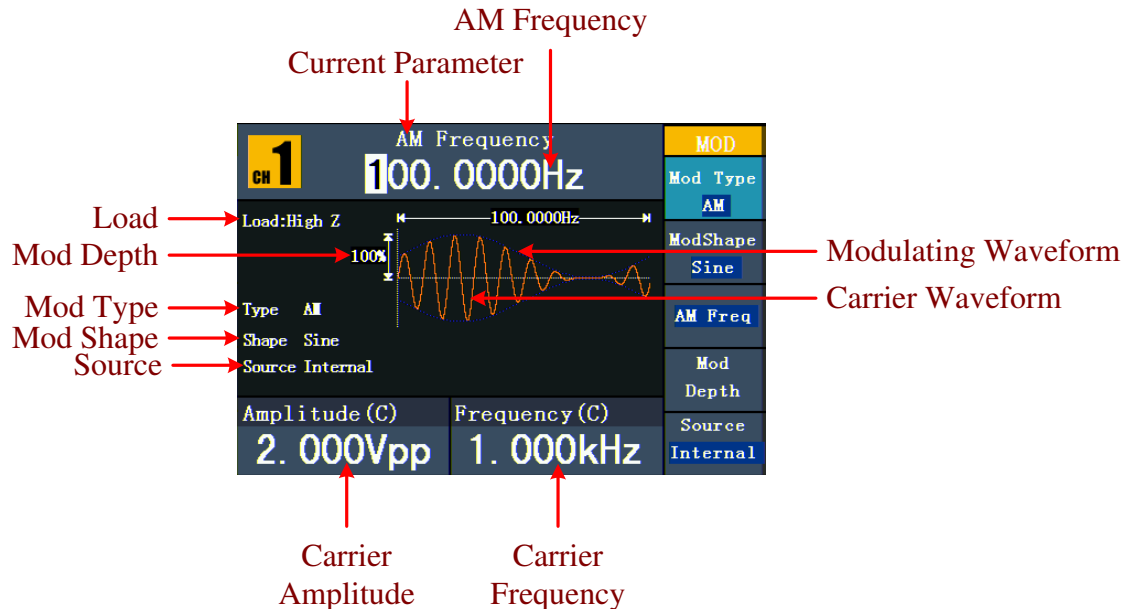 AM Frequency
Current Parameter
CH 1
AM Frequency
100.0000Hz
MOD
Mod Type
AM
ModShape
Sine
AM Freq
Mod
Depth
Source
Internal
Load
Load:High Z
100.0000Hz
Mod Depth
100%
Modulating Waveform
Carrier Waveform
Mod Type
Type AM
Mod Shape
Shape Sine
Source
Source Internal
Amplitude(C)
2.000Vpp
Frequency(C)
1.000kHz
Carrier
Amplitude
Carrier
Frequency